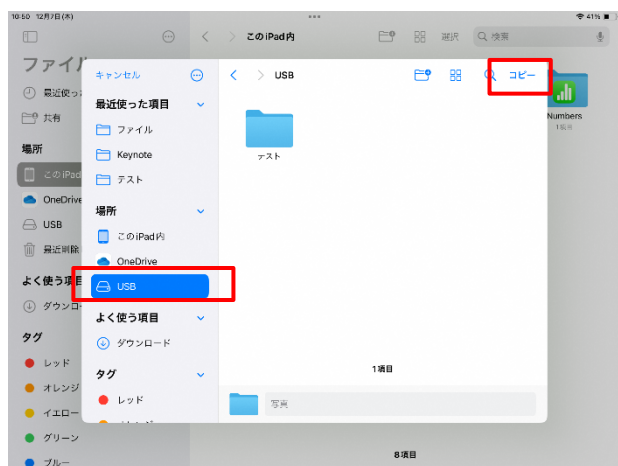 10:50 12月7日(木)
41%
このiPad内
選択
検索
ファイル
最近使った
共有
場所
このiPad
OneDrive
USB
最近削除
よく使う項目
ダウンロ
タグ
レッド
オレンジ
イエロー
グリーン
ブルー
キャンセル
最近使った項目
ファイル
Keynote
テスト
場所
このiPad内
OneDrive
USB
よく使う項目
ダウンロード
タグ
レッド
USB
コピー
テスト
1項目
写真
Numbers
1項目
8項目